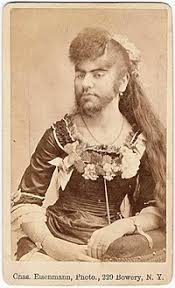 Chas. Eisenmann, Photo., 229 Bowery, N. Y.